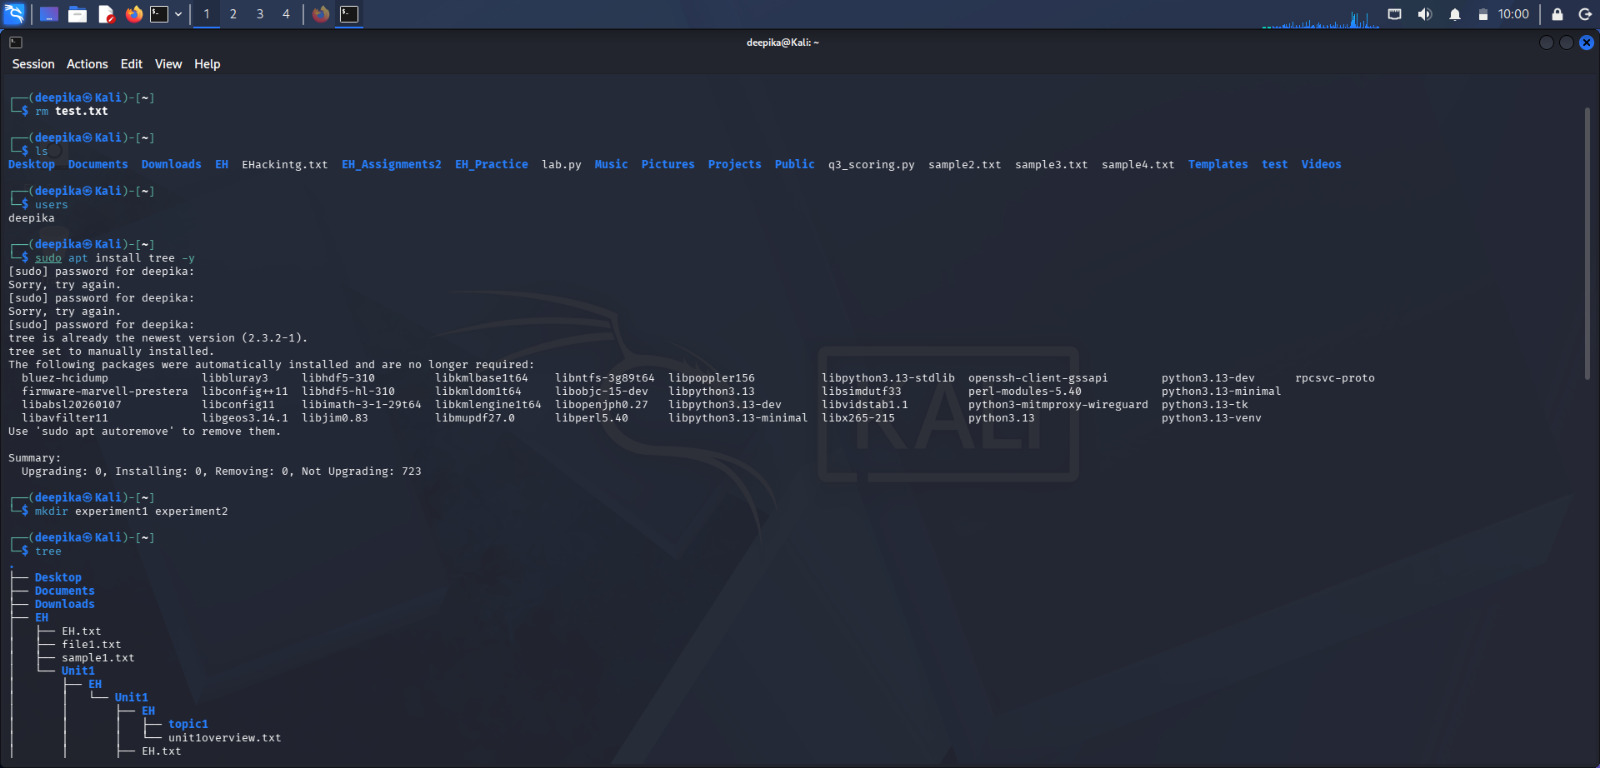 1 2 3 4 10:00
deepika@Kali: ~
Session Actions Edit View Help
┌──(deepika㉿Kali)-[~]
└─$ rm test.txt
┌──(deepika㉿Kali)-[~]
└─$ ls
Desktop Documents Downloads EH EHackintg.txt EH_Assignments2 EH_Practice lab.py Music Pictures Projects Public q3_scoring.py sample2.txt sample3.txt sample4.txt Templates test Videos
┌──(deepika㉿Kali)-[~]
└─$ users
deepika
┌──(deepika㉿Kali)-[~]
└─$ sudo apt install tree -y
[sudo] password for deepika:
Sorry, try again.
[sudo] password for deepika:
Sorry, try again.
[sudo] password for deepika:
tree is already the newest version (2.3.2-1).
tree set to manually installed.
The following packages were automatically installed and are no longer required:
bluez-hcidump libbluray3 libhdf5-310 libkmlbase1t64 libntfs-3g89t64 libpoppler156 libpython3.13-stdlib openssh-client-gssapi python3.13-dev rpcsvc-proto
firmware-marvell-prestera libconfig++11 libhdf5-hl-310 libkmldom1t64 libobjc-15-dev libpython3.13 libsimdutf33 perl-modules-5.40 python3.13-minimal
libabsl20260107 libconfig11 libimath-3-1-29t64 libkmlengine1t64 libopenjph0.27 libpython3.13-dev libvidstab1.1 python3-mitmproxy-wireguard python3.13-tk
libavfilter11 libgeos3.14.1 libjim0.83 libmupdf27.0 libperl5.40 libpython3.13-minimal libx265-215 python3.13 python3.13-venv
Use 'sudo apt autoremove' to remove them.
Summary:
Upgrading: 0, Installing: 0, Removing: 0, Not Upgrading: 723
┌──(deepika㉿Kali)-[~]
└─$ mkdir experiment1 experiment2
┌──(deepika㉿Kali)-[~]
└─$ tree
.
├── Desktop
├── Documents
├── Downloads
├── EH
│   ├── EH.txt
│   ├── file1.txt
│   ├── sample1.txt
│   └── Unit1
│       ├── EH
│       │   └── Unit1
│       │       ├── EH
│       │       │   ├── topic1
│       │       │   └── unit1overview.txt
│       │       ├── EH.txt
KALI